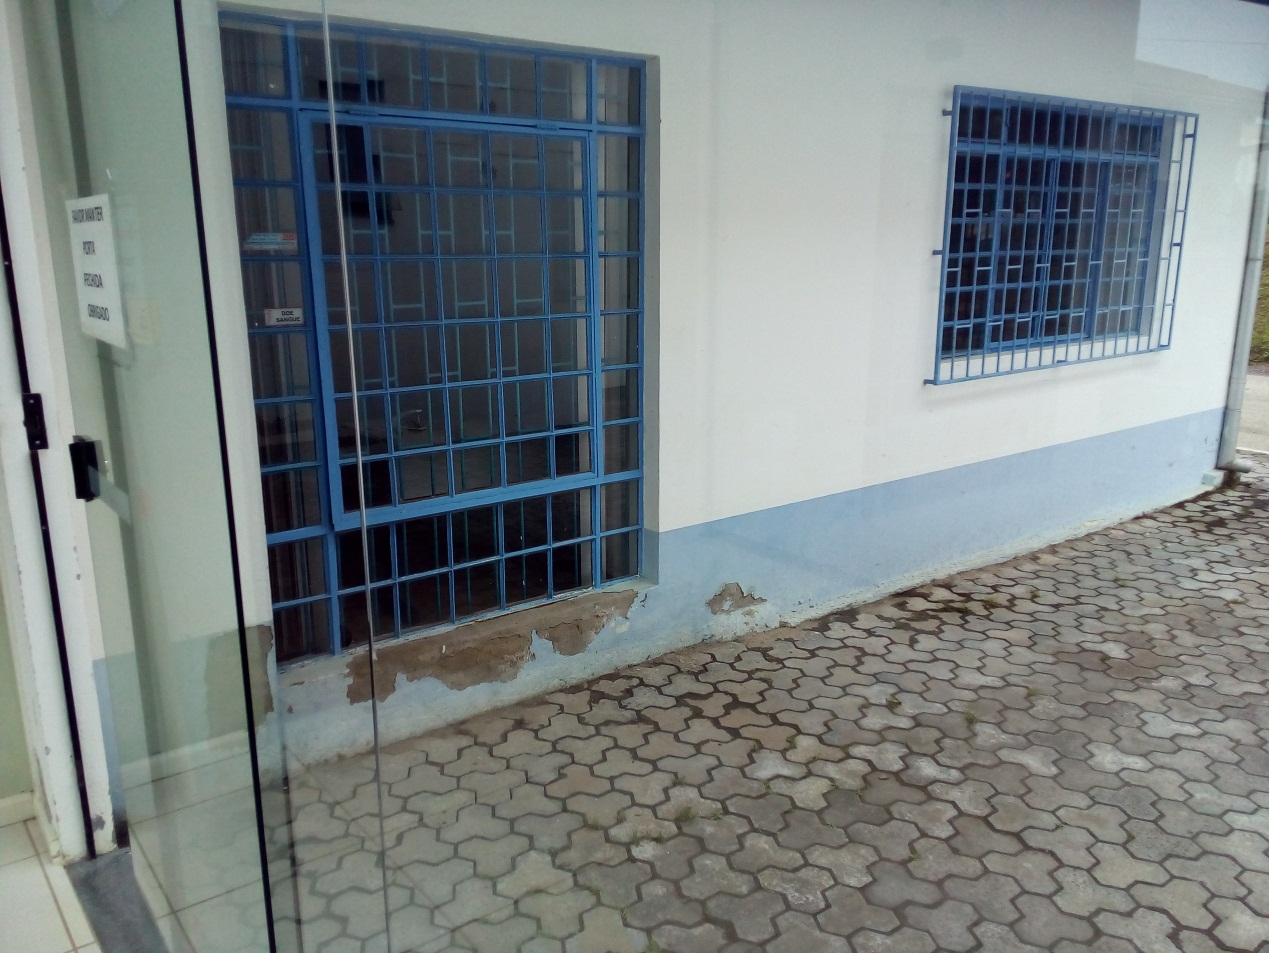 FAVOR MANTER
PORTA
FECHADA
OBRIGADO
DOE
SANGUE